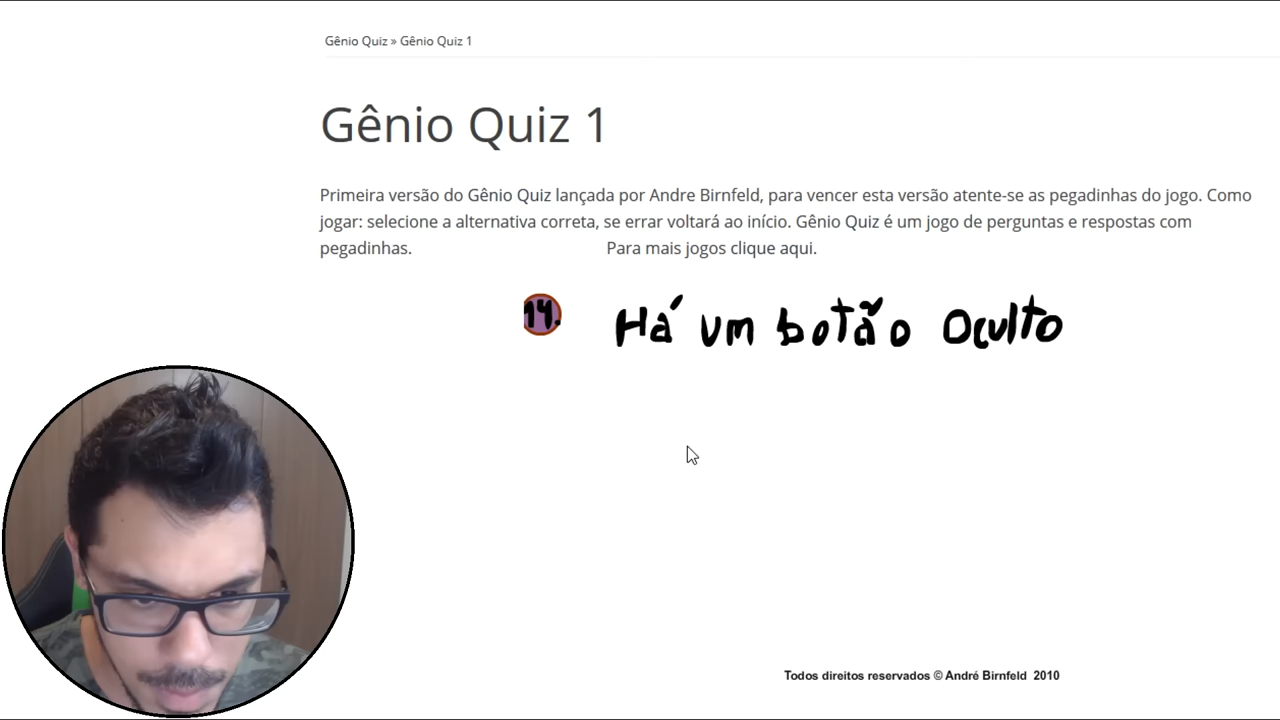 Gênio Quiz » Gênio Quiz 1
Gênio Quiz 1
Primeira versão do Gênio Quiz lançada por Andre Birnfeld, para vencer esta versão atente-se as pegadinhas do jogo. Como
jogar: selecione a alternativa correta, se errar voltará ao início. Gênio Quiz é um jogo de perguntas e respostas com
pegadinhas. Para mais jogos clique aqui.
14. Há um botão Oculto
Todos direitos reservados © André Birnfeld 2010